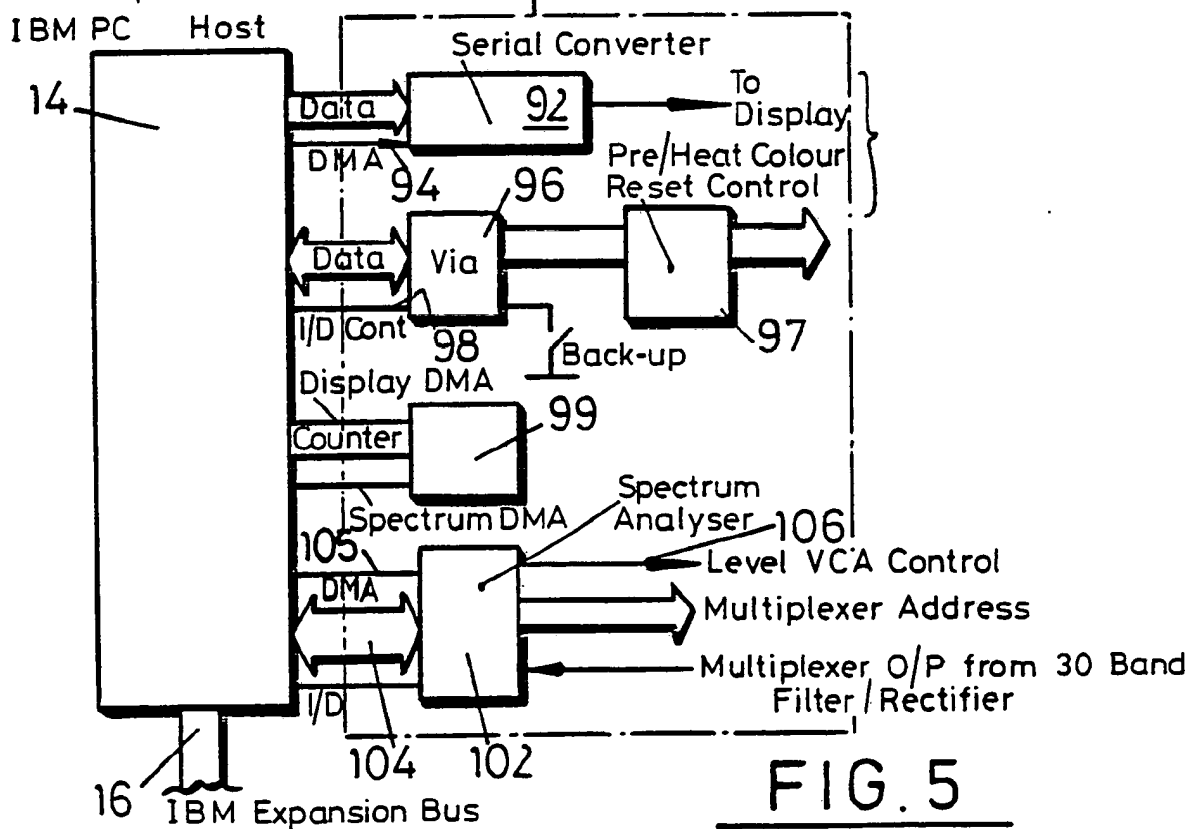 IBM PC Host
Serial Converter
14
Data
92
To
Display
DMA
94
Pre/Heat Colour
Reset Control
96
Data
Via
I/D Cont
98
Back-up
97
Display DMA
Counter
99
Spectrum DMA
Spectrum
Analyser
105
106
DMA
Level VCA Control
Multiplexer Address
Multiplexer O/P from 30 Band
Filter/Rectifier
I/D
104
102
16
IBM Expansion Bus
FIG. 5